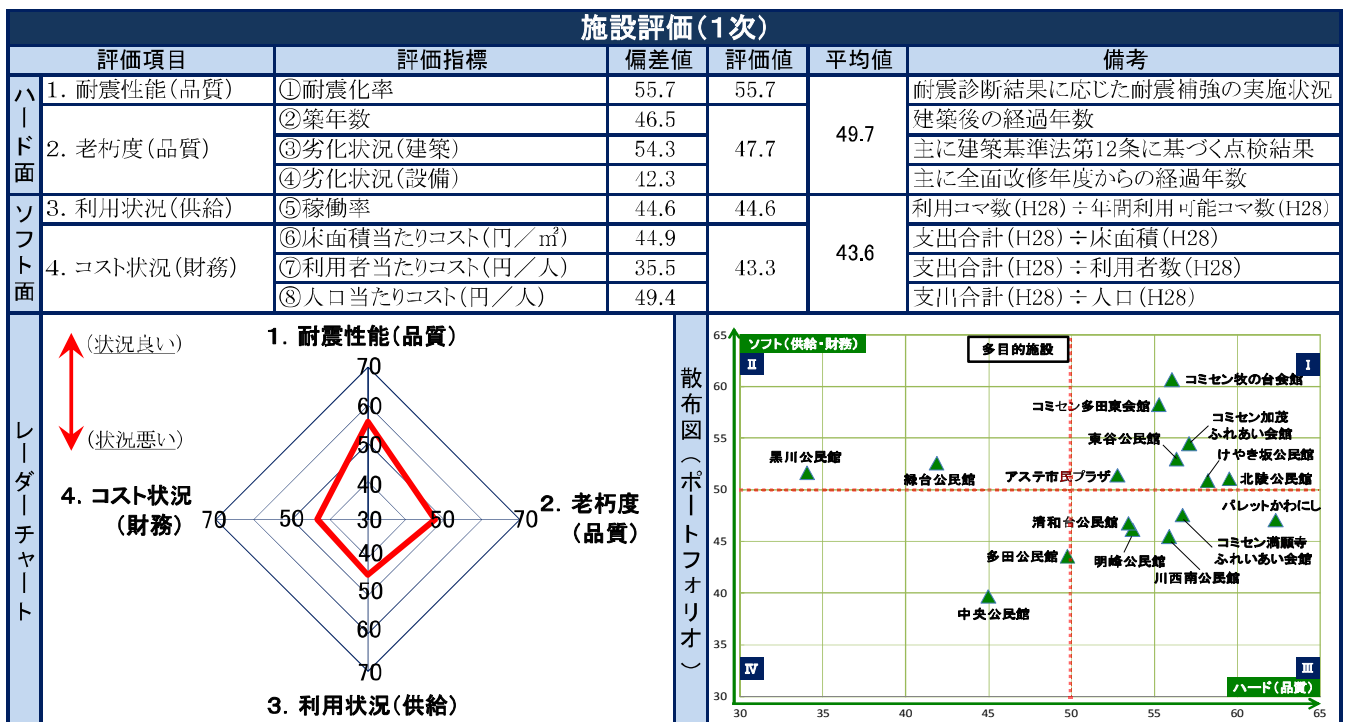 施設評価(1次)
評価項目 評価指標 偏差値 評価値 平均値 備考
ハード面
1. 耐震性能(品質) ①耐震化率 55.7 55.7 49.7 耐震診断結果に応じた耐震補強の実施状況
2. 老朽度(品質) ②築年数 46.5 47.7 建築後の経過年数
③劣化状況(建築) 54.3 主に建築基準法第12条に基づく点検結果
④劣化状況(設備) 42.3 主に全面改修年度からの経過年数
ソフト面
3. 利用状況(供給) ⑤稼働率 44.6 44.6 43.6 利用コマ数(H28)÷年間利用可能コマ数(H28)
4. コスト状況(財務) ⑥床面積当たりコスト(円/㎡) 44.9 43.3 支出合計(H28)÷床面積(H28)
⑦利用者当たりコスト(円/人) 35.5 支出合計(H28)÷利用者数(H28)
⑧人口当たりコスト(円/人) 49.4 支出合計(H28)÷人口(H28)
レーダーチャート
(状況良い)
(状況悪い)
1. 耐震性能(品質)
70
60
50
40
30
40
50
60
70
50
70
50
70
2. 老朽度
(品質)
3. 利用状況(供給)
4. コスト状況
(財務)
散布図(ポートフォリオ)
ソフト(供給・財務)
多目的施設
Ⅱ
Ⅰ
コミセン牧の台会館
コミセン多田東会館
コミセン加茂
ふれあい会館
東谷公民館
けやき坂公民館
黒川公民館
緑台公民館
アステ市民プラザ
北陵公民館
パレットかわにし
清和台公民館
明峰公民館
コミセン満願寺
ふれいあい会館
川西南公民館
多田公民館
中央公民館
Ⅳ
Ⅲ
ハード(品質)
65
60
55
50
45
40
35
30
30 35 40 45 50 55 60 65